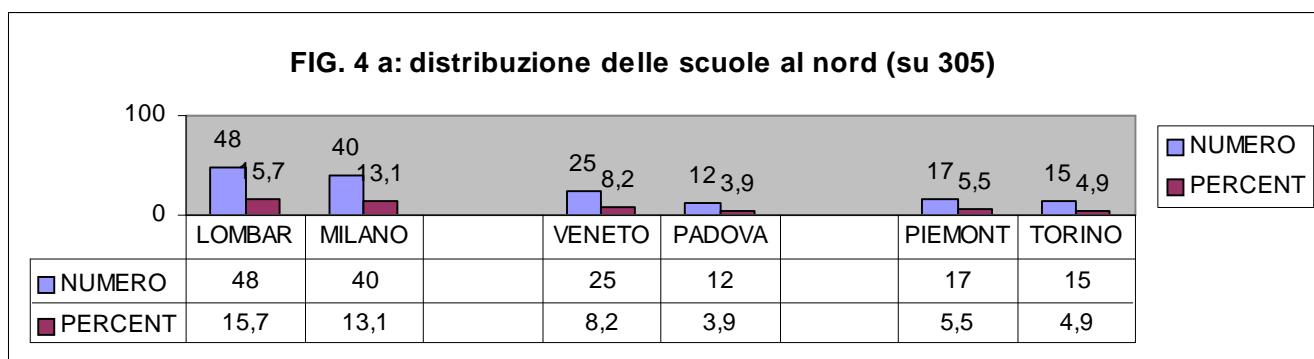 FIG. 4 a: distribuzione delle scuole al nord (su 305)
100
0
48
15,7
40
13,1
25
8,2
12
3,9
17
5,5
15
4,9
NUMERO
PERCENT
LOMBAR MILANO VENETO PADOVA PIEMONT TORINO
NUMERO 48 40 25 12 17 15
PERCENT 15,7 13,1 8,2 3,9 5,5 4,9